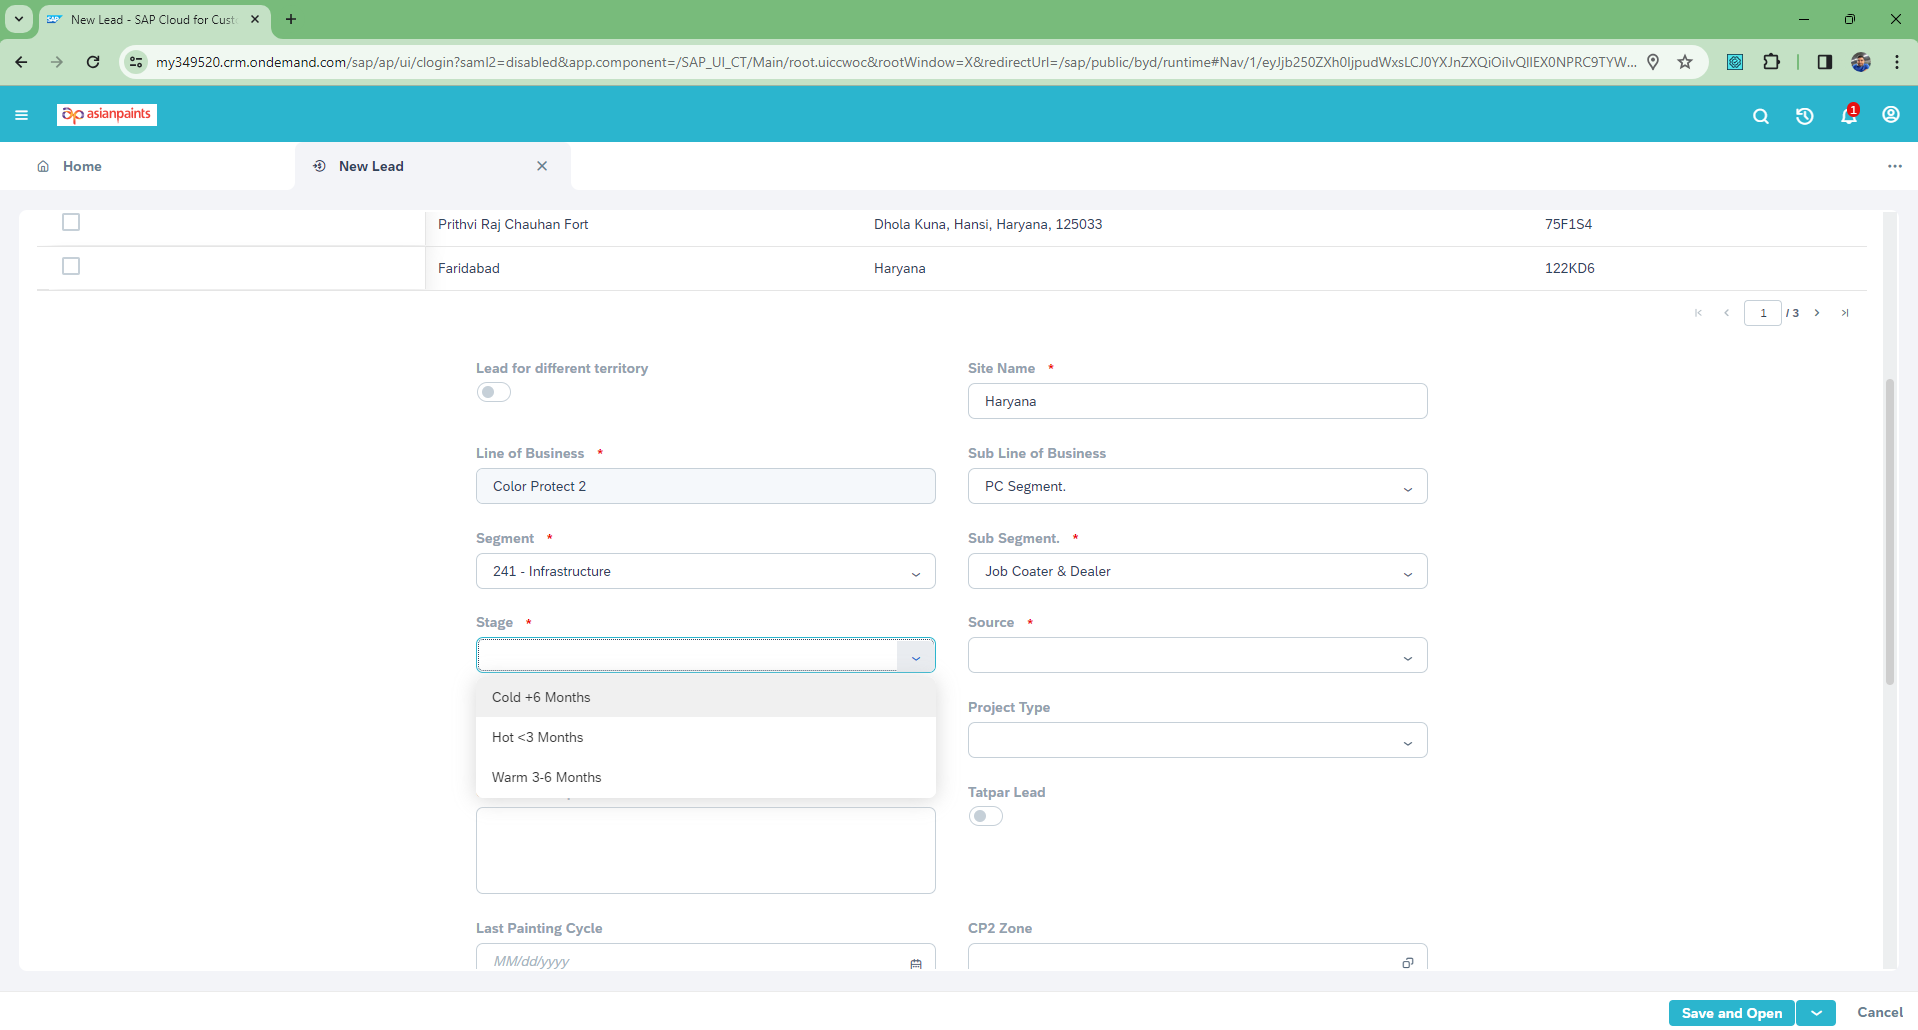 New Lead - SAP Cloud for Cust
my349520.crm.ondemand.com/sap/ap/ui/clogin?saml2=disabled&app.component=/SAP_UI_CT/Main/root.uiccwoc&rootWindow=X&redirectUrl=/sap/public/byd/runtime#Nav/1/eyJjb250ZXh0IjpudWxsLCJ0YXJnZXQiOiIvQllEX0NPRC9TYW...
asianpaints
1
Home
New Lead
Prithvi Raj Chauhan Fort Dhola Kuna, Hansi, Haryana, 125033 75F1S4
Faridabad Haryana 122KD6
1 / 3
Lead for different territory Site Name *
Haryana
Line of Business * Sub Line of Business
Color Protect 2 PC Segment.
Segment * Sub Segment. *
241 - Infrastructure Job Coater & Dealer
Stage * Source *
Cold +6 Months
Project Type
Hot <3 Months
Warm 3-6 Months
Tatpar Lead
Last Painting Cycle CP2 Zone
MM/dd/yyyy
Save and Open Cancel